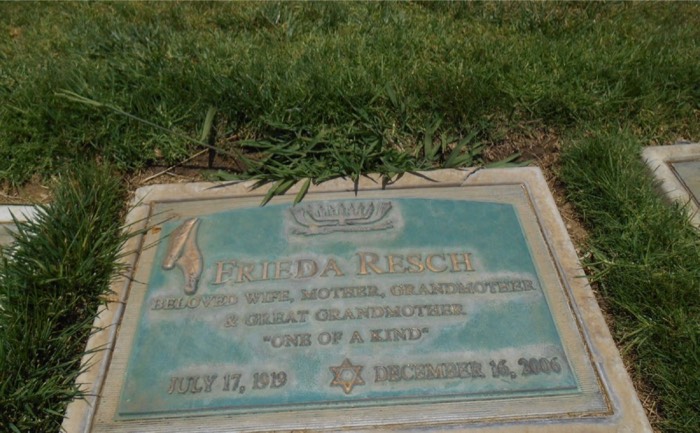 FRIEDA RESCH
BELOVED WIFE, MOTHER, GRANDMOTHER
& GREAT GRANDMOTHER
"ONE OF A KIND"
JULY 17, 1919 DECEMBER 16, 2006